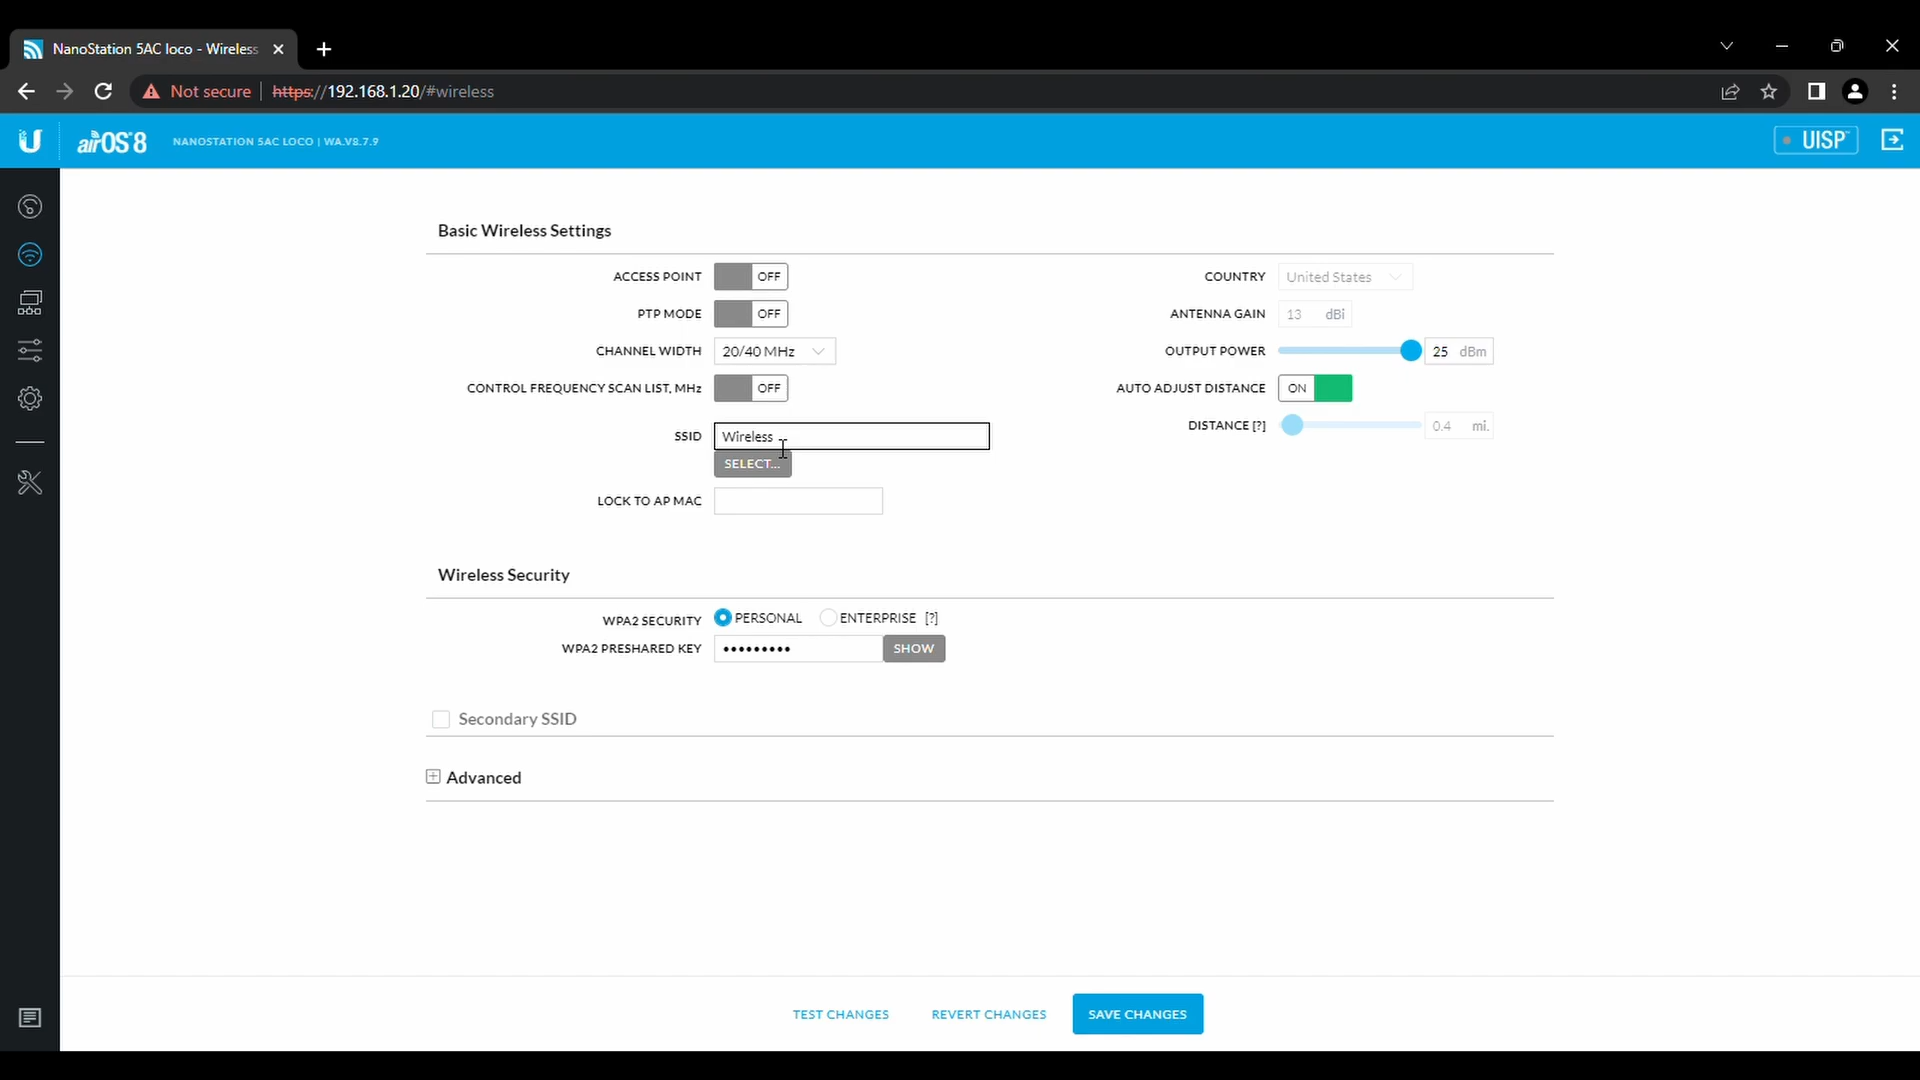 NanoStation 5AC loco - Wireless
Not secure https://192.168.1.20/#wireless
U airOS 8 NANOSTATION 5AC LOCO | WA.V8.7.9 UISP
Basic Wireless Settings
ACCESS POINT OFF COUNTRY United States
PTP MODE OFF ANTENNA GAIN 13 dBi
CHANNEL WIDTH 20/40 MHz OUTPUT POWER 25 dBm
CONTROL FREQUENCY SCAN LIST, MHz OFF AUTO ADJUST DISTANCE ON
SSID Wireless DISTANCE [?] 0.4 mi.
SELECT...
LOCK TO AP MAC
Wireless Security
WPA2 SECURITY PERSONAL ENTERPRISE [?]
WPA2 PRESHARED KEY ••••••••• SHOW
Secondary SSID
Advanced
TEST CHANGES REVERT CHANGES SAVE CHANGES